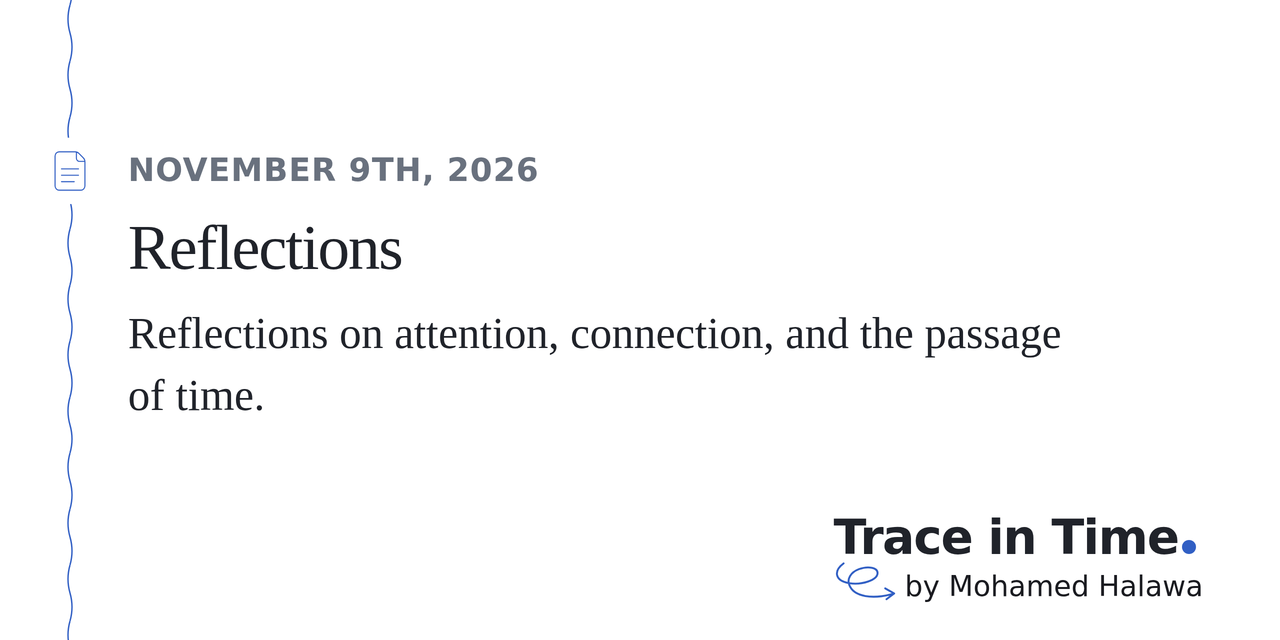 NOVEMBER 9TH, 2026
Reflections
Reflections on attention, connection, and the passage
of time.
Trace in Time.
by Mohamed Halawa